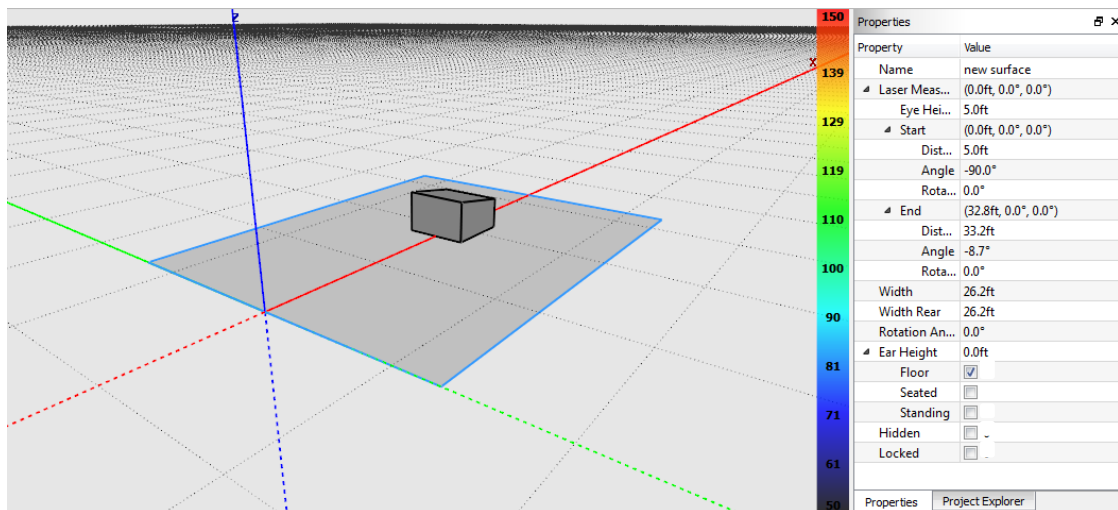 Z
X
150
139
129
119
110
100
90
81
71
61
50
Properties
Property Value
Name new surface
Laser Meas... (0.0ft, 0.0°, 0.0°)
Eye Hei... 5.0ft
Start (0.0ft, 0.0°, 0.0°)
Dist... 5.0ft
Angle -90.0°
Rota... 0.0°
End (32.8ft, 0.0°, 0.0°)
Dist... 33.2ft
Angle -8.7°
Rota... 0.0°
Width 26.2ft
Width Rear 26.2ft
Rotation An... 0.0°
Ear Height 0.0ft
Floor
Seated
Standing
Hidden
Locked
Properties Project Explorer